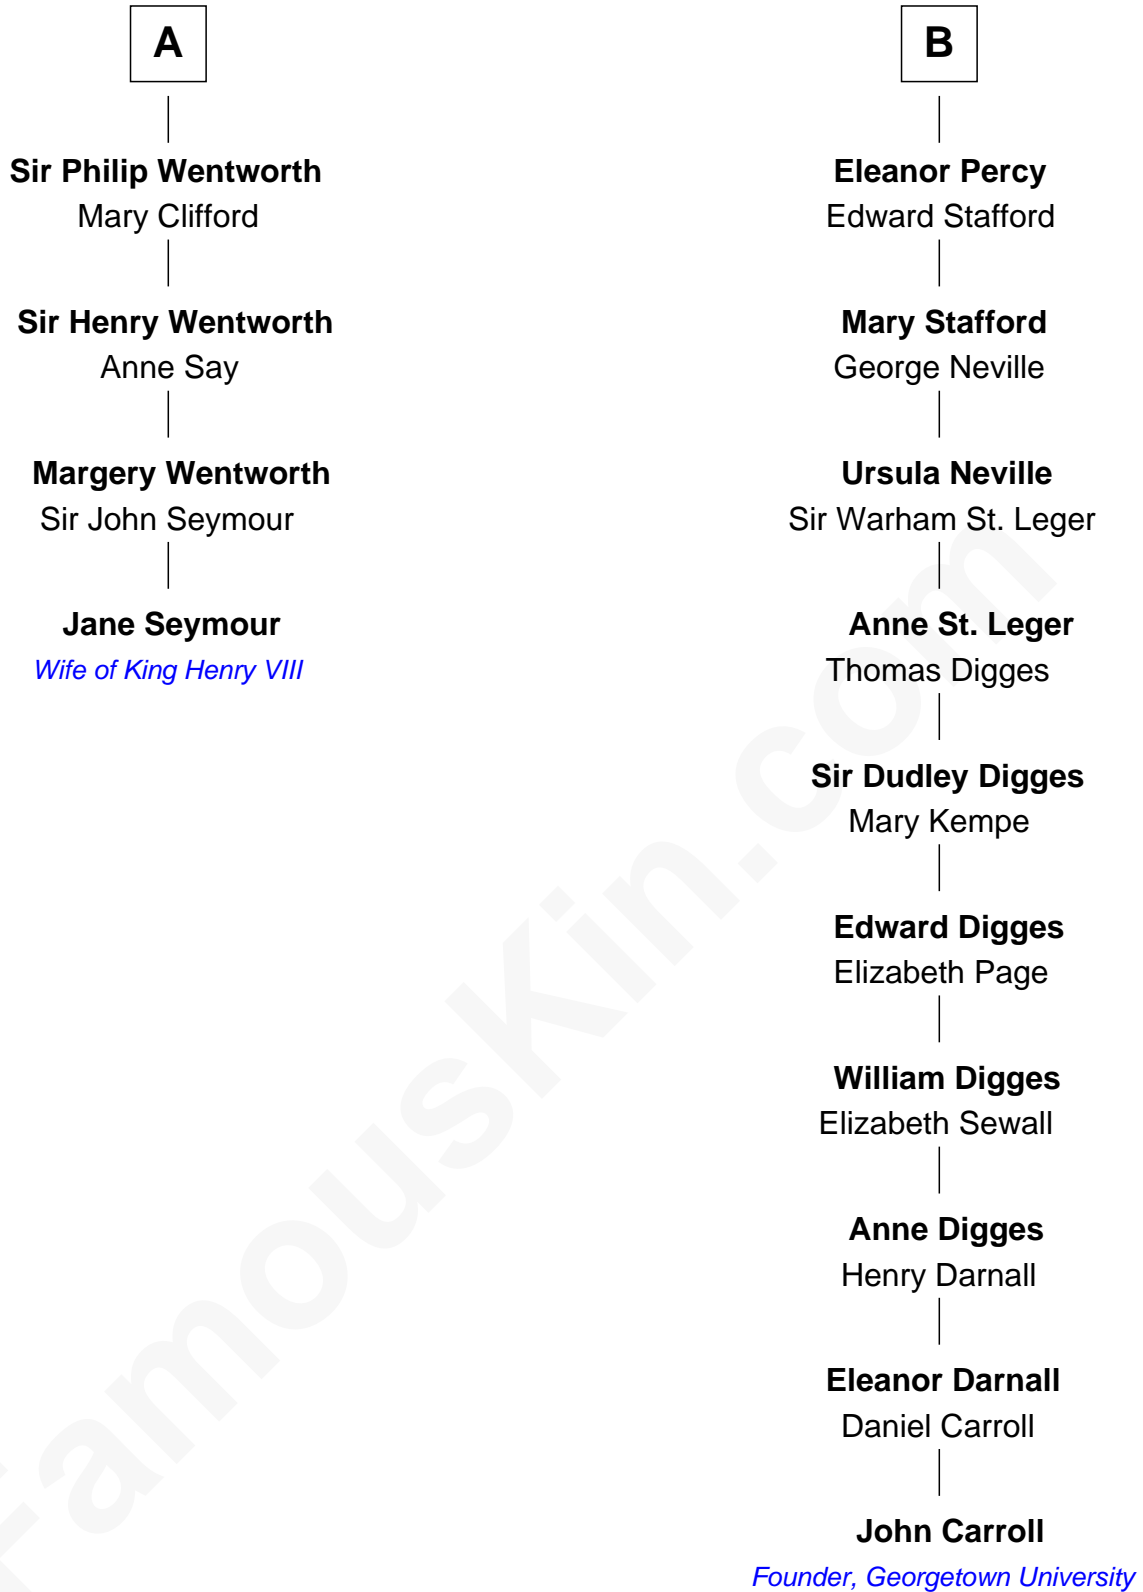 A
Sir Philip Wentworth
Mary Clifford
Sir Henry Wentworth
Anne Say
Margery Wentworth
Sir John Seymour
Jane Seymour
Wife of King Henry VIII
B
Eleanor Percy
Edward Stafford
Mary Stafford
George Neville
Ursula Neville
Sir Warham St. Leger
Anne St. Leger
Thomas Digges
Sir Dudley Digges
Mary Kempe
Edward Digges
Elizabeth Page
William Digges
Elizabeth Sewall
Anne Digges
Henry Darnall
Eleanor Darnall
Daniel Carroll
John Carroll
Founder, Georgetown University
FamousKin.com